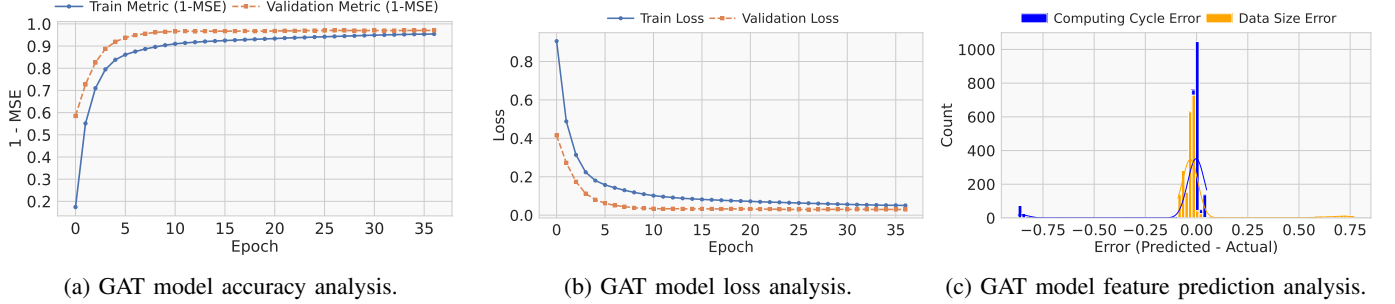 Train Metric (1-MSE) Validation Metric (1-MSE)
1.0
0.9
0.8
0.7
0.6
0.5
0.4
0.3
0.2
1 - MSE
0 5 10 15 20 25 30 35
Epoch
(a) GAT model accuracy analysis.
Train Loss Validation Loss
0.8
0.6
0.4
0.2
0.0
Loss
0 5 10 15 20 25 30 35
Epoch
(b) GAT model loss analysis.
Computing Cycle Error Data Size Error
1000
800
600
400
200
0
Count
−0.75 −0.50 −0.25 0.00 0.25 0.50 0.75
Error (Predicted - Actual)
(c) GAT model feature prediction analysis.